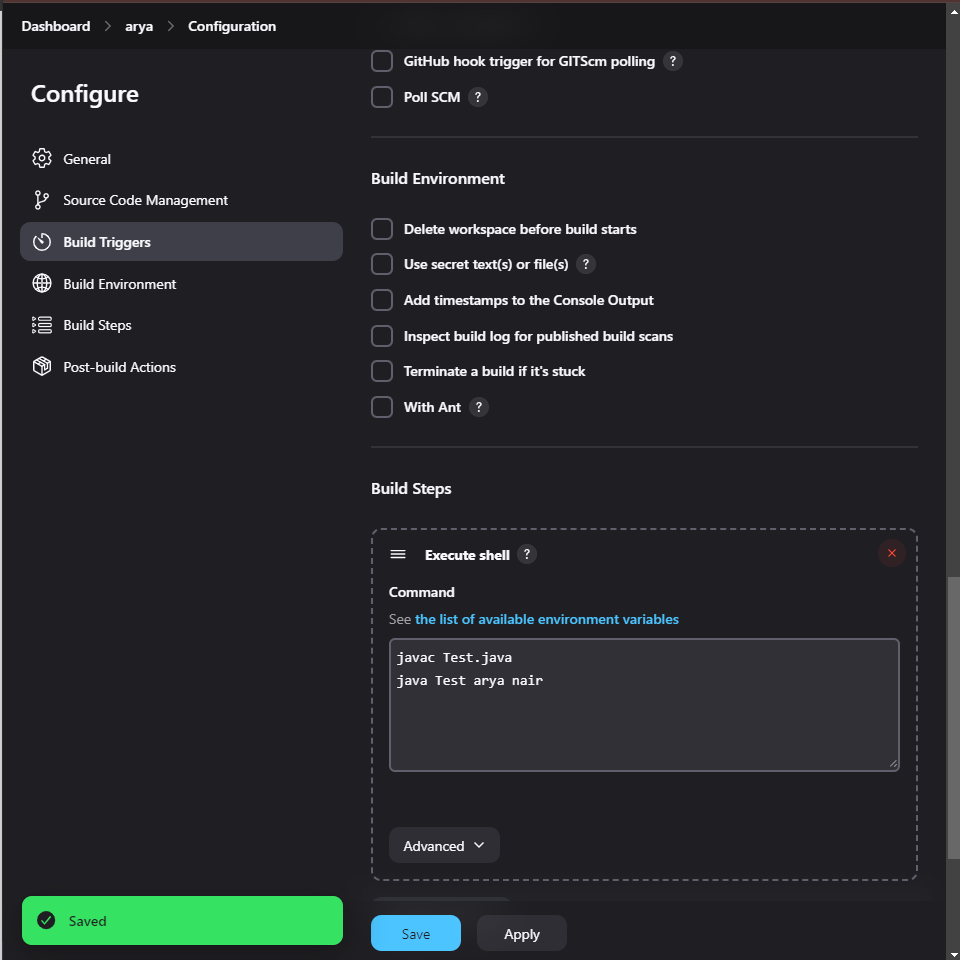 Dashboard > arya > Configuration
Configure
General
Source Code Management
Build Triggers
Build Environment
Build Steps
Post-build Actions
GitHub hook trigger for GITScm polling ?
Poll SCM ?
Build Environment
Delete workspace before build starts
Use secret text(s) or file(s) ?
Add timestamps to the Console Output
Inspect build log for published build scans
Terminate a build if it's stuck
With Ant ?
Build Steps
Execute shell ?
Command
See the list of available environment variables
javac Test.java
java Test arya nair
Advanced
Saved
Save
Apply